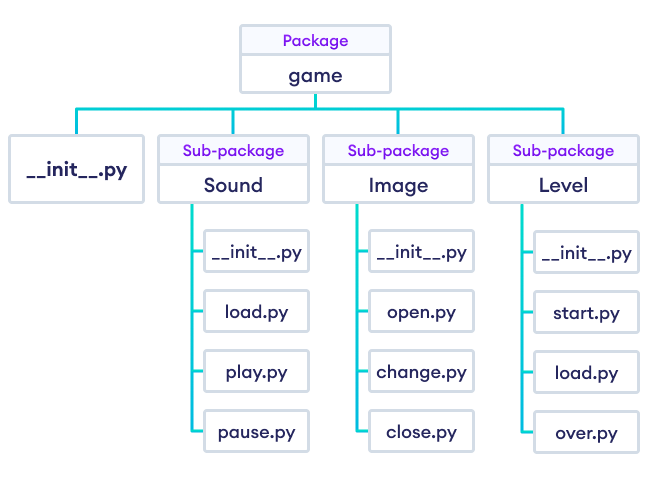 Package
game
__init__.py
Sub-package
Sound
__init__.py
load.py
play.py
pause.py
Sub-package
Image
__init__.py
open.py
change.py
close.py
Sub-package
Level
__init__.py
start.py
load.py
over.py